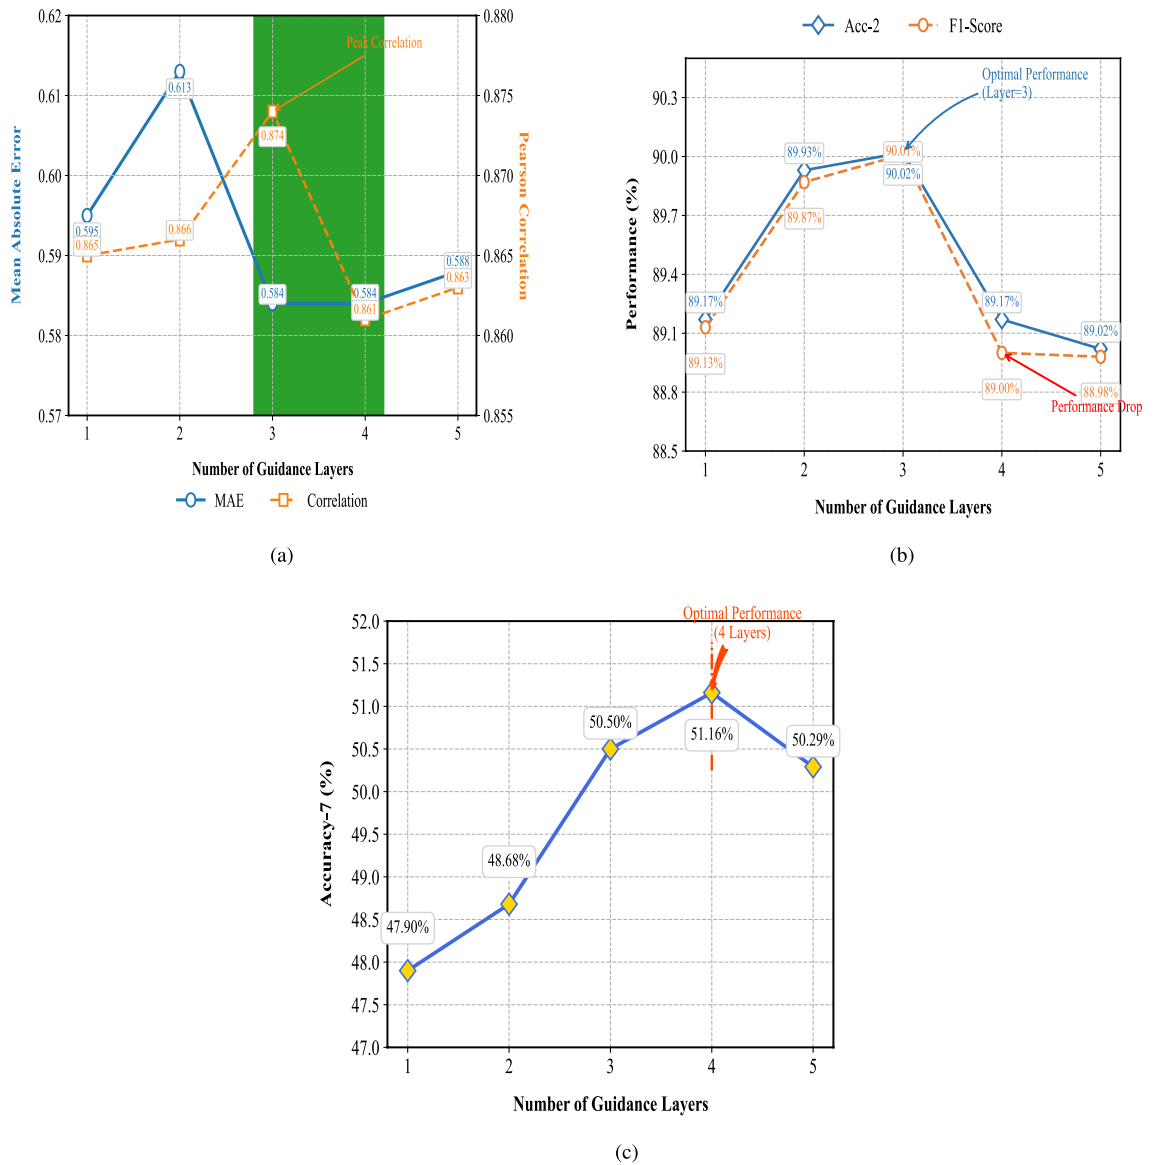 0.62
0.61
0.60
0.59
0.58
0.57
Mean Absolute Error
0.880
0.875
0.870
0.865
0.860
0.855
Pearson Correlation
Peak Correlation
0.613
0.874
0.595
0.865
0.866
0.584
0.584
0.861
0.588
0.863
1 2 3 4 5
Number of Guidance Layers
MAE Correlation
(a)
Acc-2 F1-Score
90.3
90.0
89.7
89.4
89.1
88.8
88.5
Performance (%)
Optimal Performance
(Layer=3)
89.93%
90.01%
90.02%
89.87%
89.17%
89.17%
89.02%
89.13%
89.00%
88.98%
Performance Drop
1 2 3 4 5
Number of Guidance Layers
(b)
Optimal Performance
(4 Layers)
52.0
51.5
51.0
50.5
50.0
49.5
49.0
48.5
48.0
47.5
47.0
Accuracy-7 (%)
50.50%
51.16%
50.29%
48.68%
47.90%
1 2 3 4 5
Number of Guidance Layers
(c)